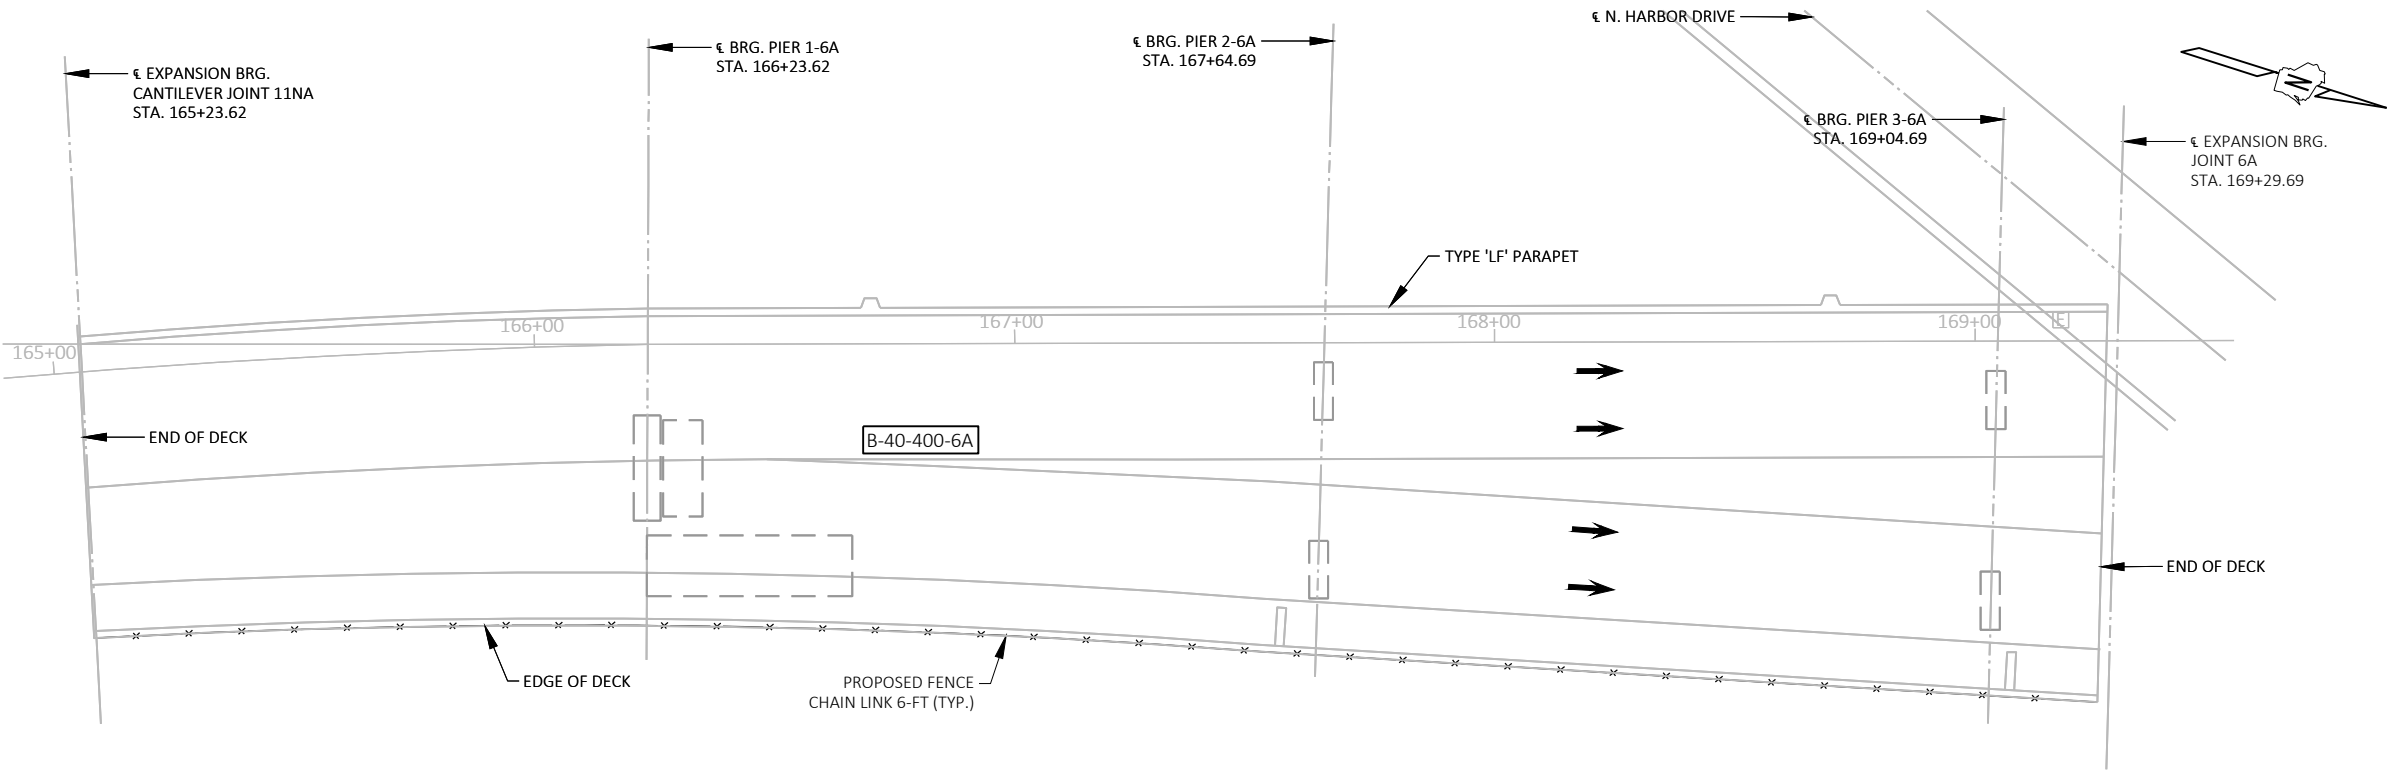 ℄ N. HARBOR DRIVE
℄ BRG. PIER 1-6A
STA. 166+23.62
℄ BRG. PIER 2-6A
STA. 167+64.69
℄ EXPANSION BRG.
CANTILEVER JOINT 11NA
STA. 165+23.62
N
℄ BRG. PIER 3-6A
STA. 169+04.69
℄ EXPANSION BRG.
JOINT 6A
STA. 169+29.69
TYPE 'LF' PARAPET
165+00
166+00
167+00
168+00
169+00
E
END OF DECK
B-40-400-6A
END OF DECK
EDGE OF DECK
PROPOSED FENCE
CHAIN LINK 6-FT (TYP.)